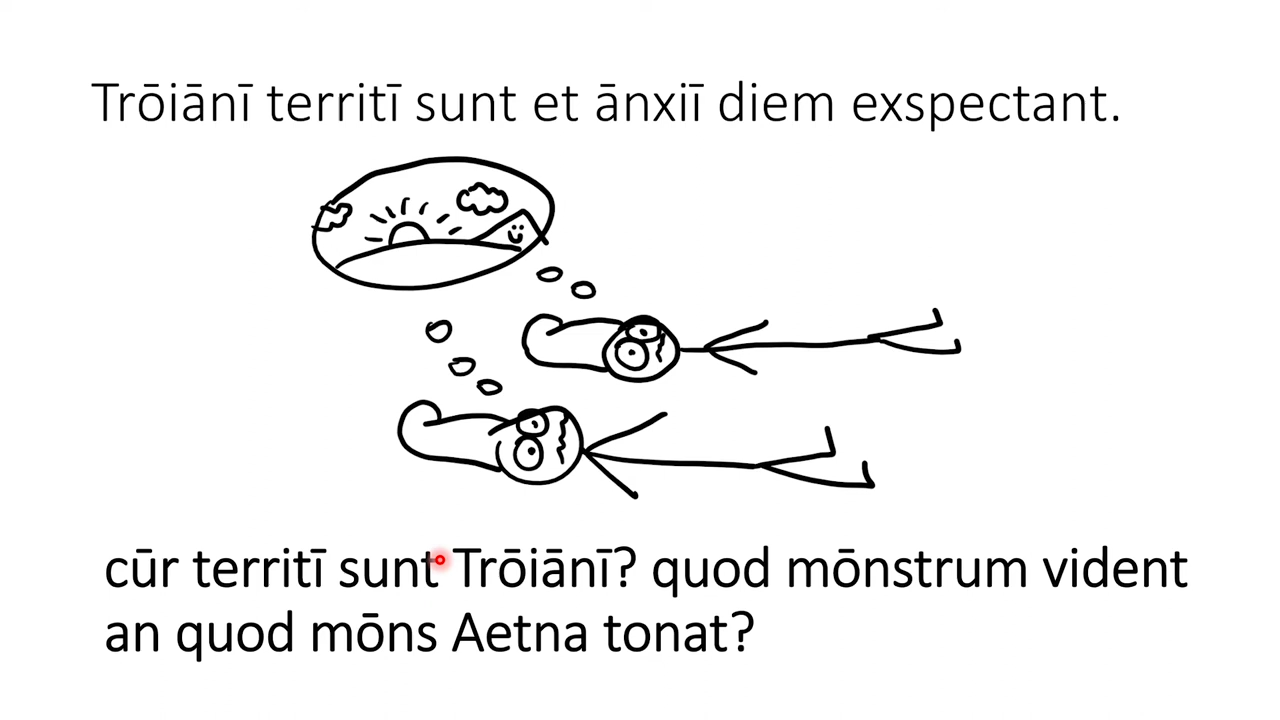 Trōiānī territī sunt et ānxiī diem exspectant.
cūr territī sunt Trōiānī? quod mōnstrum vident
an quod mōns Aetna tonat?